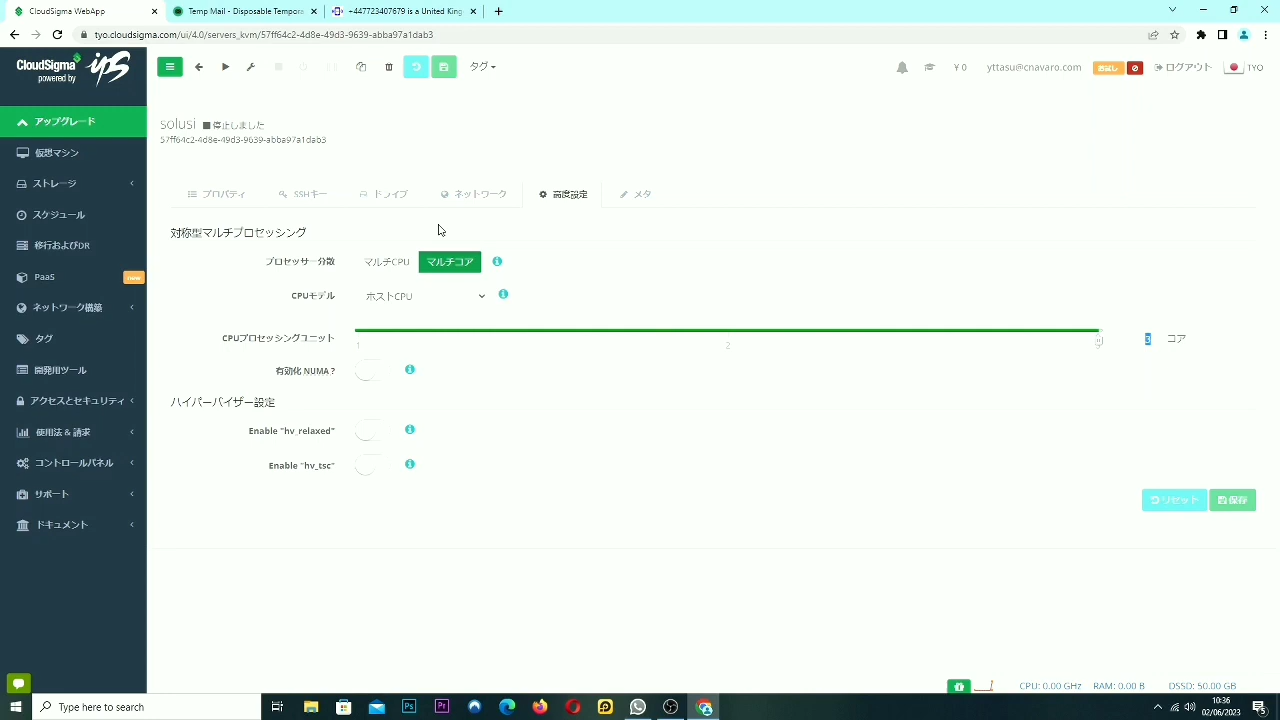 CloudSigma WebApp
Temp Mail - Disposable Tempora
+447723407679 is a United King
tyo.cloudsigma.com/ui/4.0/servers_kvm/57ff64c2-4d8e-49d3-9639-abba97a1dab3
CloudSigma
powered by
タグ
¥ 0
yttasu@cnavaro.com
お試し
ログアウト
TYO
アップグレード
仮想マシン
ストレージ
スケジュール
移行およびDR
PaaS
new
ネットワーク構築
タグ
開発用ツール
アクセスとセキュリティ
使用法 & 請求
コントロールパネル
サポート
ドキュメント
solusi 停止しました
57ff64c2-4d8e-49d3-9639-abba97a1dab3
プロパティ
SSHキー
ドライブ
ネットワーク
高度設定
メタ
対称型マルチプロセッシング
プロセッサー分散
マルチCPU
マルチコア
CPUモデル
ホストCPU
CPUプロセッシングユニット
1
2
3
3
コア
有効化 NUMA ?
ハイパーバイザー設定
Enable "hv_relaxed"
Enable "hv_tsc"
リセット
保存
CPU: 0.00 GHz
RAM: 0.00 B
DSSD: 50.00 GB
Type here to search
10:36
02/06/2023